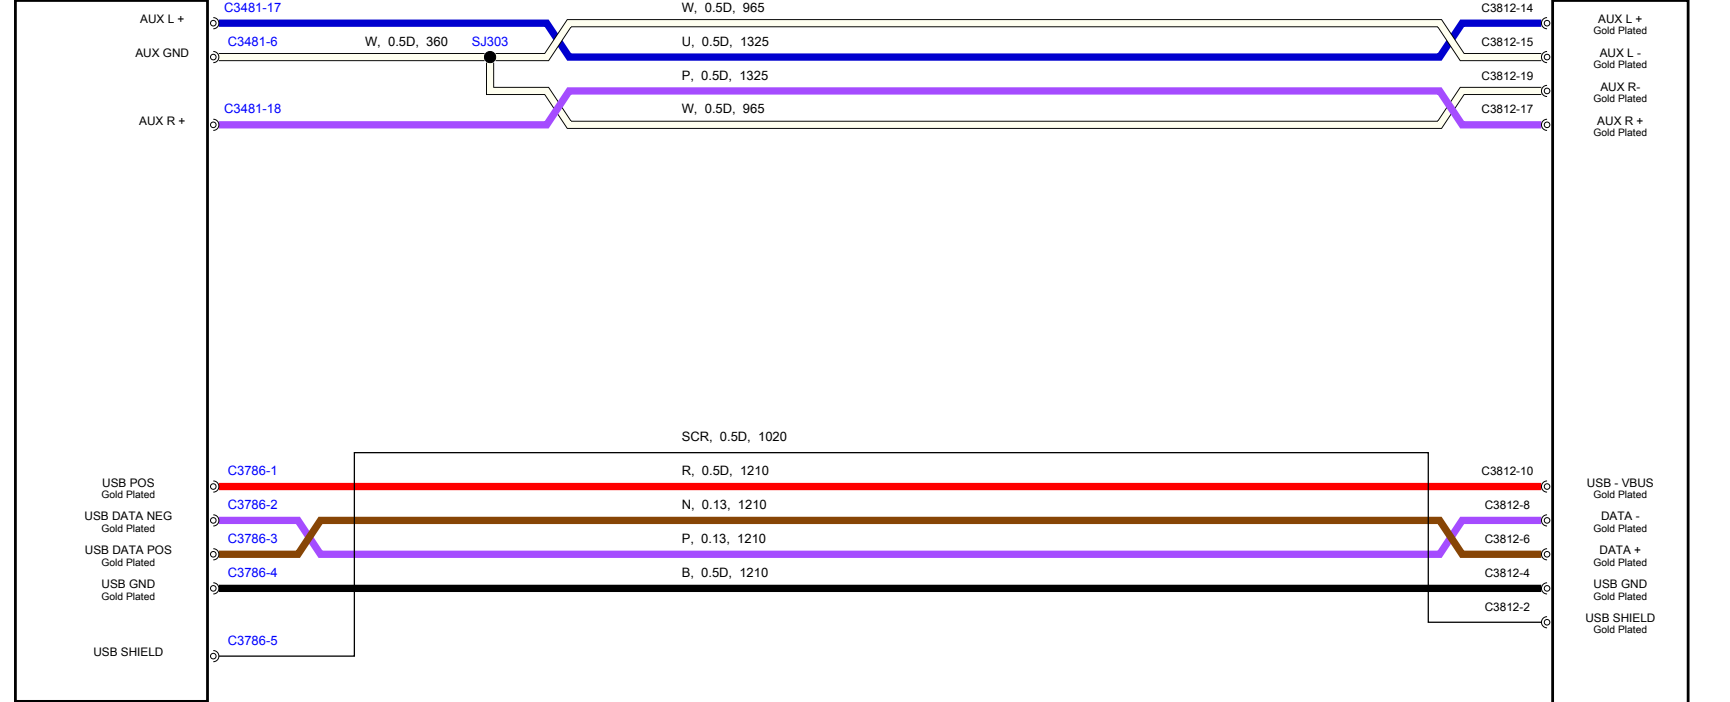 C3481-17
W, 0.5D, 965
C3812-14
AUX L +
AUX L +
Gold Plated
C3481-6
W, 0.5D, 360
SJ303
U, 0.5D, 1325
C3812-15
AUX GND
AUX L -
Gold Plated
P, 0.5D, 1325
C3812-19
AUX R-
Gold Plated
C3481-18
W, 0.5D, 965
C3812-17
AUX R +
AUX R +
Gold Plated
SCR, 0.5D, 1020
C3786-1
R, 0.5D, 1210
C3812-10
USB POS
Gold Plated
USB - VBUS
Gold Plated
C3786-2
N, 0.13, 1210
C3812-8
USB DATA NEG
Gold Plated
DATA -
Gold Plated
C3786-3
P, 0.13, 1210
C3812-6
USB DATA POS
Gold Plated
DATA +
Gold Plated
C3786-4
B, 0.5D, 1210
C3812-4
USB GND
Gold Plated
USB GND
Gold Plated
C3812-2
USB SHIELD
Gold Plated
C3786-5
USB SHIELD